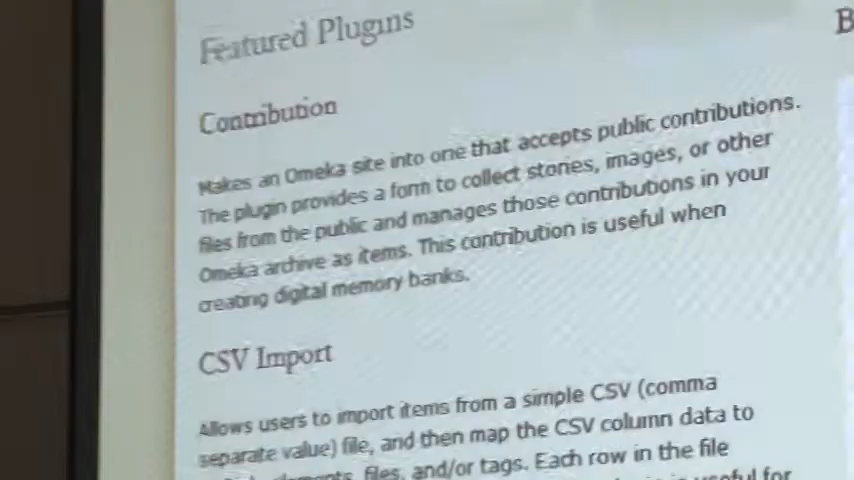 Featured Plugins
B
Contribution
Makes an Omeka site into one that accepts public contributions.
The plugin provides a form to collect stories, images, or other
files from the public and manages those contributions in your
Omeka archive as items. This contribution is useful when
creating digital memory banks.
CSV Import
Allows users to import items from a simple CSV (comma
separate value) file, and then map the CSV column data to
elements, files, and/or tags. Each row in the file
is useful for